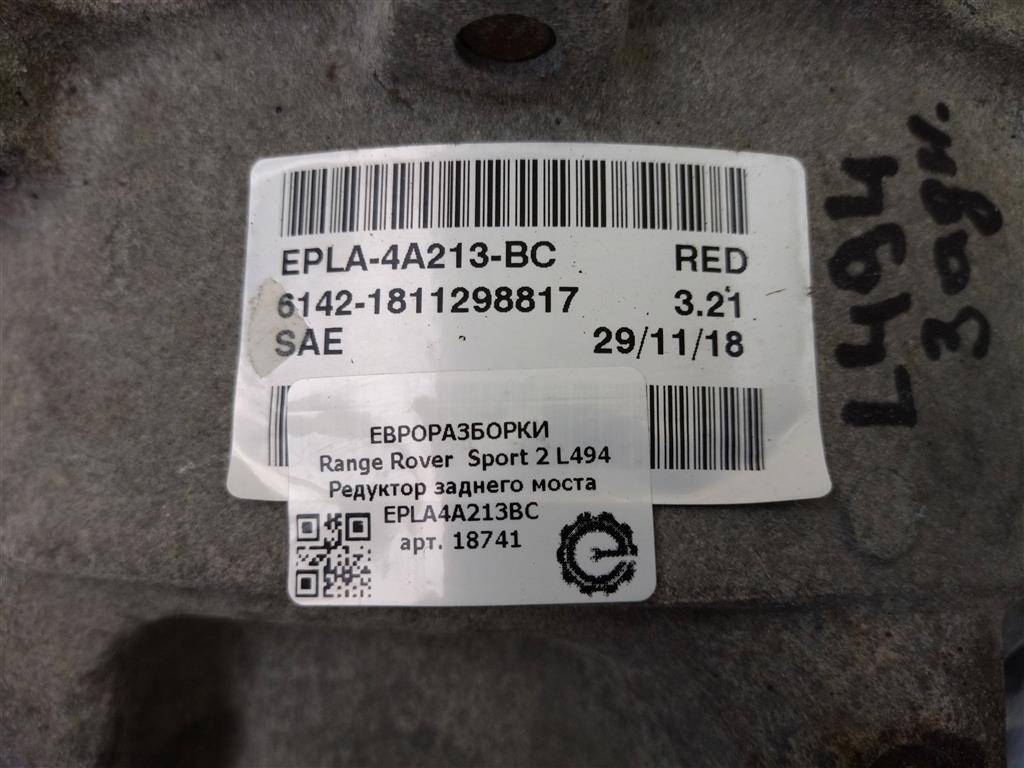 EPLA-4A213-BC RED
6142-1811298817 3.21
SAE 29/11/18
ЕВРОРАЗБОРКИ
Range Rover Sport 2 L494
Редуктор заднего моста
EPLA4A213BC
арт. 18741
L494
Задн.